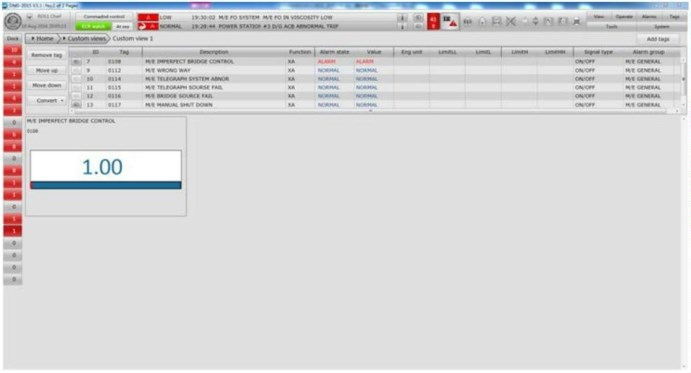 Commanded control LOW 19:30:02 M/E FO SYSTEM M/E FO IN VISCOSITY LOW View Operate Alarms Tags
ECR watch NORMAL 19:28:44 POWER STATION #3 D/G ACB ABNORMAL TRIP Tools System
Deck Home Custom views Custom view 1 Add tags
ID Tag Description Function Alarm state Value Eng unit LimitLL LimitL LimitH LimitHH Signal type Alarm group
Remove tag 7 0108 M/E IMPERFECT BRIDGE CONTROL XA ALARM ALARM ON/OFF M/E GENERAL
Move up 9 0112 M/E WRONG WAY XA NORMAL NORMAL ON/OFF M/E GENERAL
10 0114 M/E TELEGRAPH SYSTEM ABNOR XA NORMAL NORMAL ON/OFF M/E GENERAL
Move down 11 0115 M/E TELEGRAPH SOURSE FAIL XA NORMAL NORMAL ON/OFF M/E GENERAL
Convert 12 0116 M/E BRIDGE SOURCE FAIL XA NORMAL NORMAL ON/OFF M/E GENERAL
13 0117 M/E MANUAL SHUT DOWN XA NORMAL NORMAL ON/OFF M/E GENERAL
M/E IMPERFECT BRIDGE CONTROL
0108
1.00